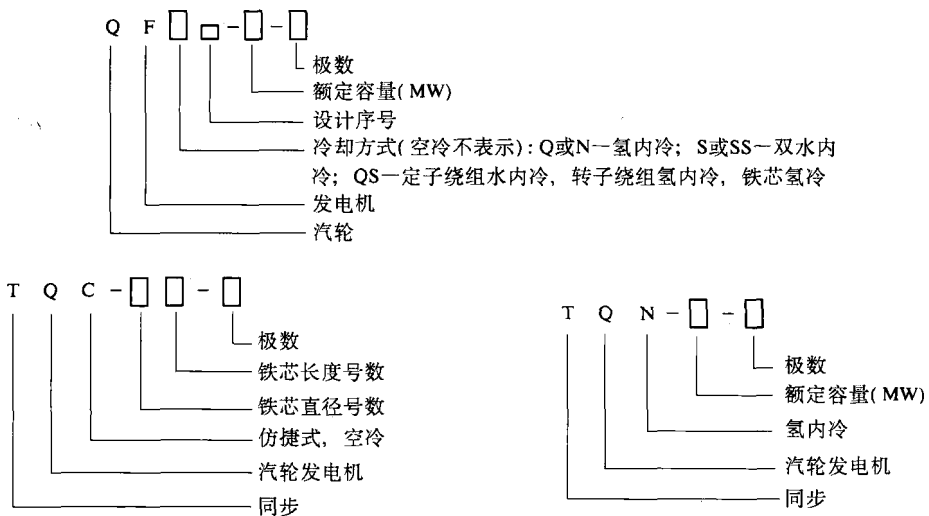 Q F □ □-□-□
极数
额定容量(MW)
设计序号
冷却方式(空冷不表示):Q或N—氢内冷;S或SS—双水内
冷;QS—定子绕组水内冷,转子绕组氢内冷,铁芯氢冷
发电机
汽轮
T Q C-□ □-□
极数
铁芯长度号数
铁芯直径号数
仿捷式,空冷
汽轮发电机
同步
T Q N-□-□
极数
额定容量(MW)
氢内冷
汽轮发电机
同步